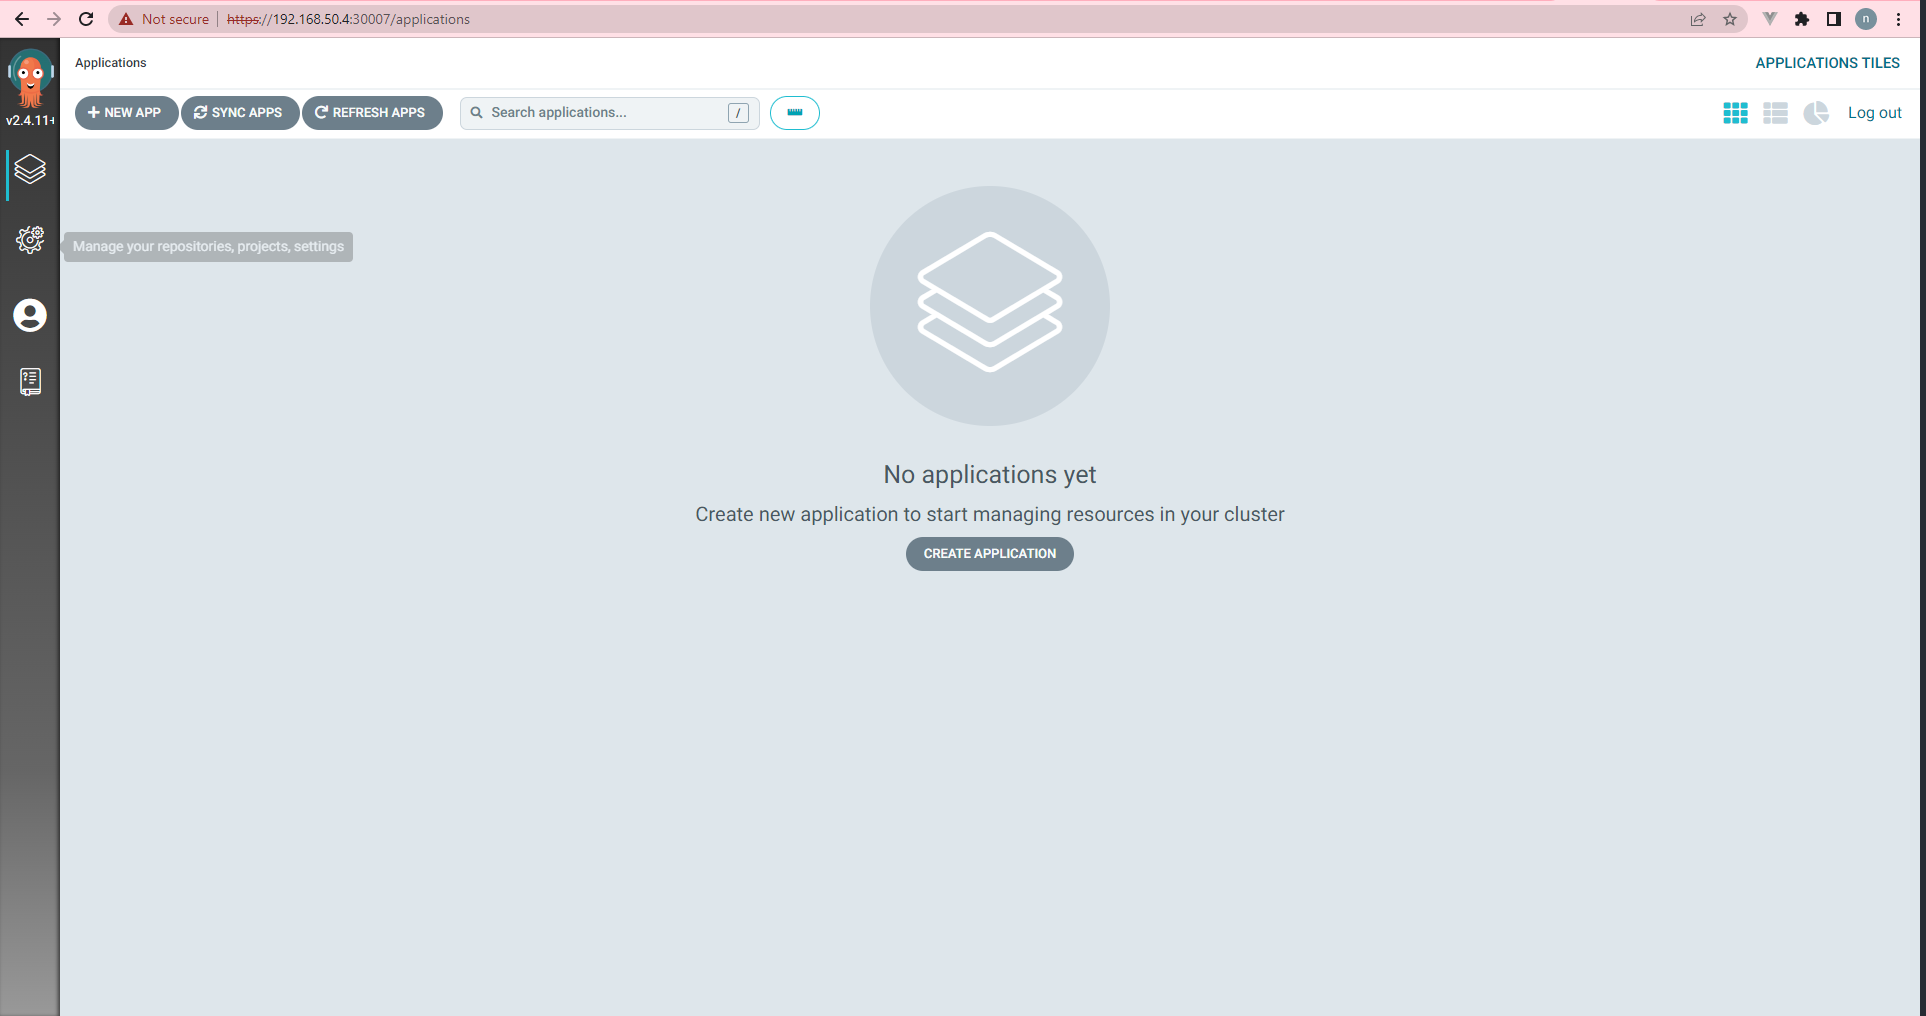 Not secure https://192.168.50.4:30007/applications
n
Applications
APPLICATIONS TILES
v2.4.11+
NEW APP
SYNC APPS
REFRESH APPS
Search applications...
/
Log out
Manage your repositories, projects, settings
No applications yet
Create new application to start managing resources in your cluster
CREATE APPLICATION